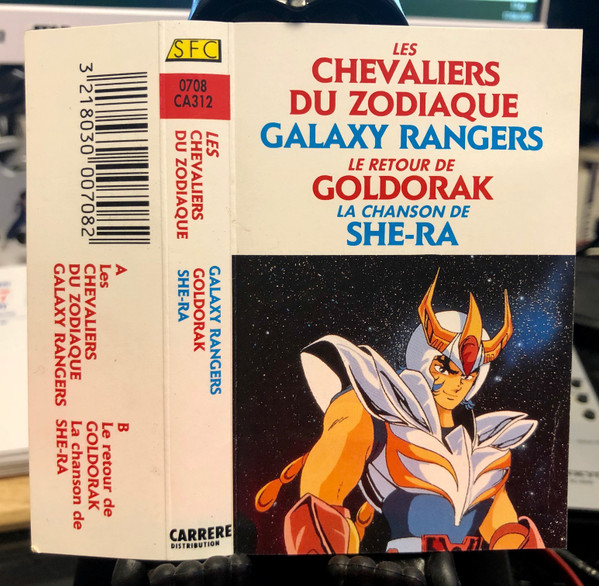 LES
CHEVALIERS
DU ZODIAQUE
GALAXY RANGERS
LE RETOUR DE
GOLDORAK
LA CHANSON DE
SHE-RA
SFC
0708
CA312
LES
CHEVALIERS
DU ZODIAQUE
GALAXY RANGERS
GOLDORAK
SHE-RA
CARRERE
DISTRIBUTION
3 218030 007082
A
Les
CHEVALIERS
DU ZODIAQUE
GALAXY RANGERS
B
Le retour de
GOLDORAK
La chanson de
SHE-RA